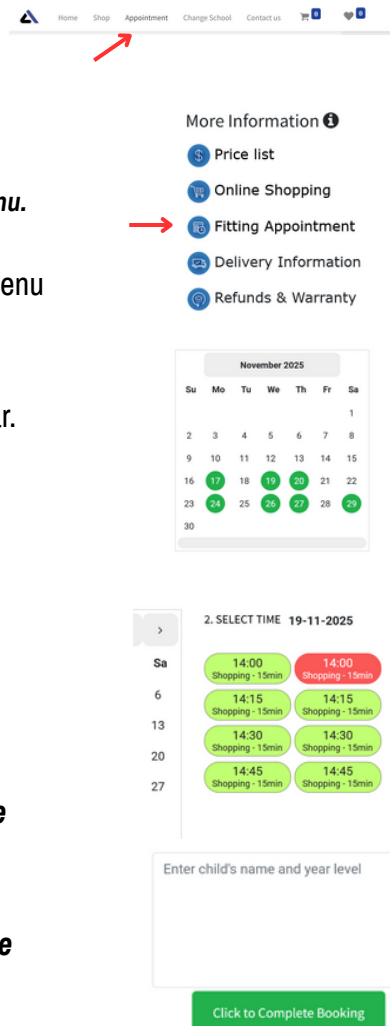 Home Shop Appointment Change School Contact us 0 0
More Information
Price list
nu.
Online Shopping
Fitting Appointment
Delivery Information
enu
Refunds & Warranty
November 2025
Su Mo Tu We Th Fr Sa
1
r.
2 3 4 5 6 7 8
9 10 11 12 13 14 15
16 17 18 19 20 21 22
23 24 25 26 27 28 29
30
2. SELECT TIME 19-11-2025
>
Sa
6
13
20
27
14:00 14:00
Shopping - 15min Shopping - 15min
14:15 14:15
Shopping - 15min Shopping - 15min
14:30 14:30
Shopping - 15min Shopping - 15min
14:45 14:45
Shopping - 15min Shopping - 15min
e
Enter child's name and year level
e
Click to Complete Booking